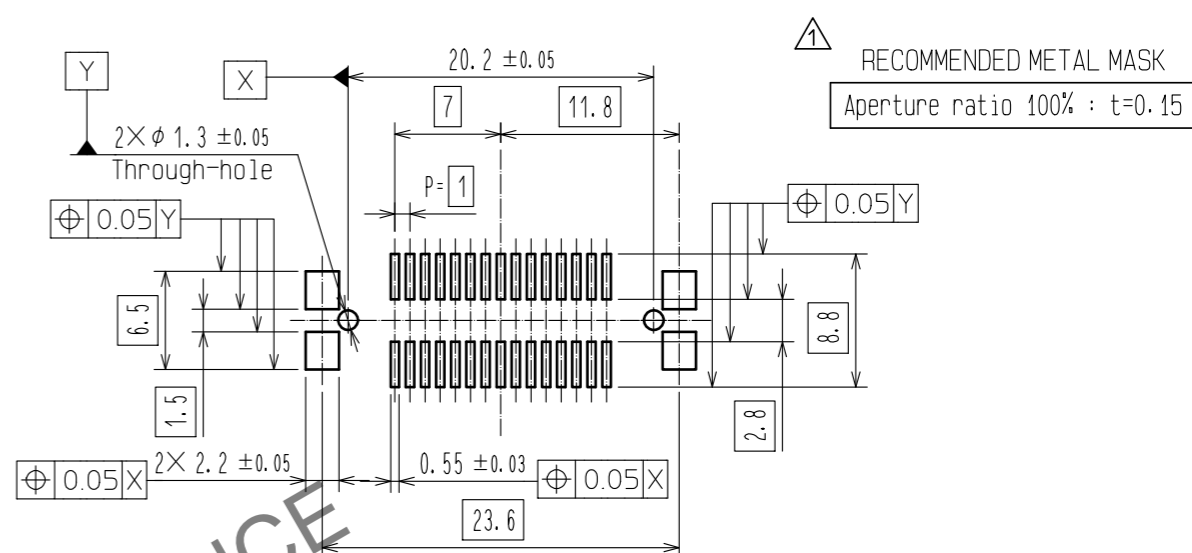 1
RECOMMENDED METAL MASK
Aperture ratio 100% : t=0.15
20.2 ±0.05
Y
X
7
11.8
2×φ1.3 ±0.05
Through-hole
P= 1
⌖ 0.05 Y
⌖ 0.05 Y
6.5
8.8
1.5
2.8
⌖ 0.05 X
2× 2.2 ±0.05
0.55 ±0.03
⌖ 0.05 X
23.6